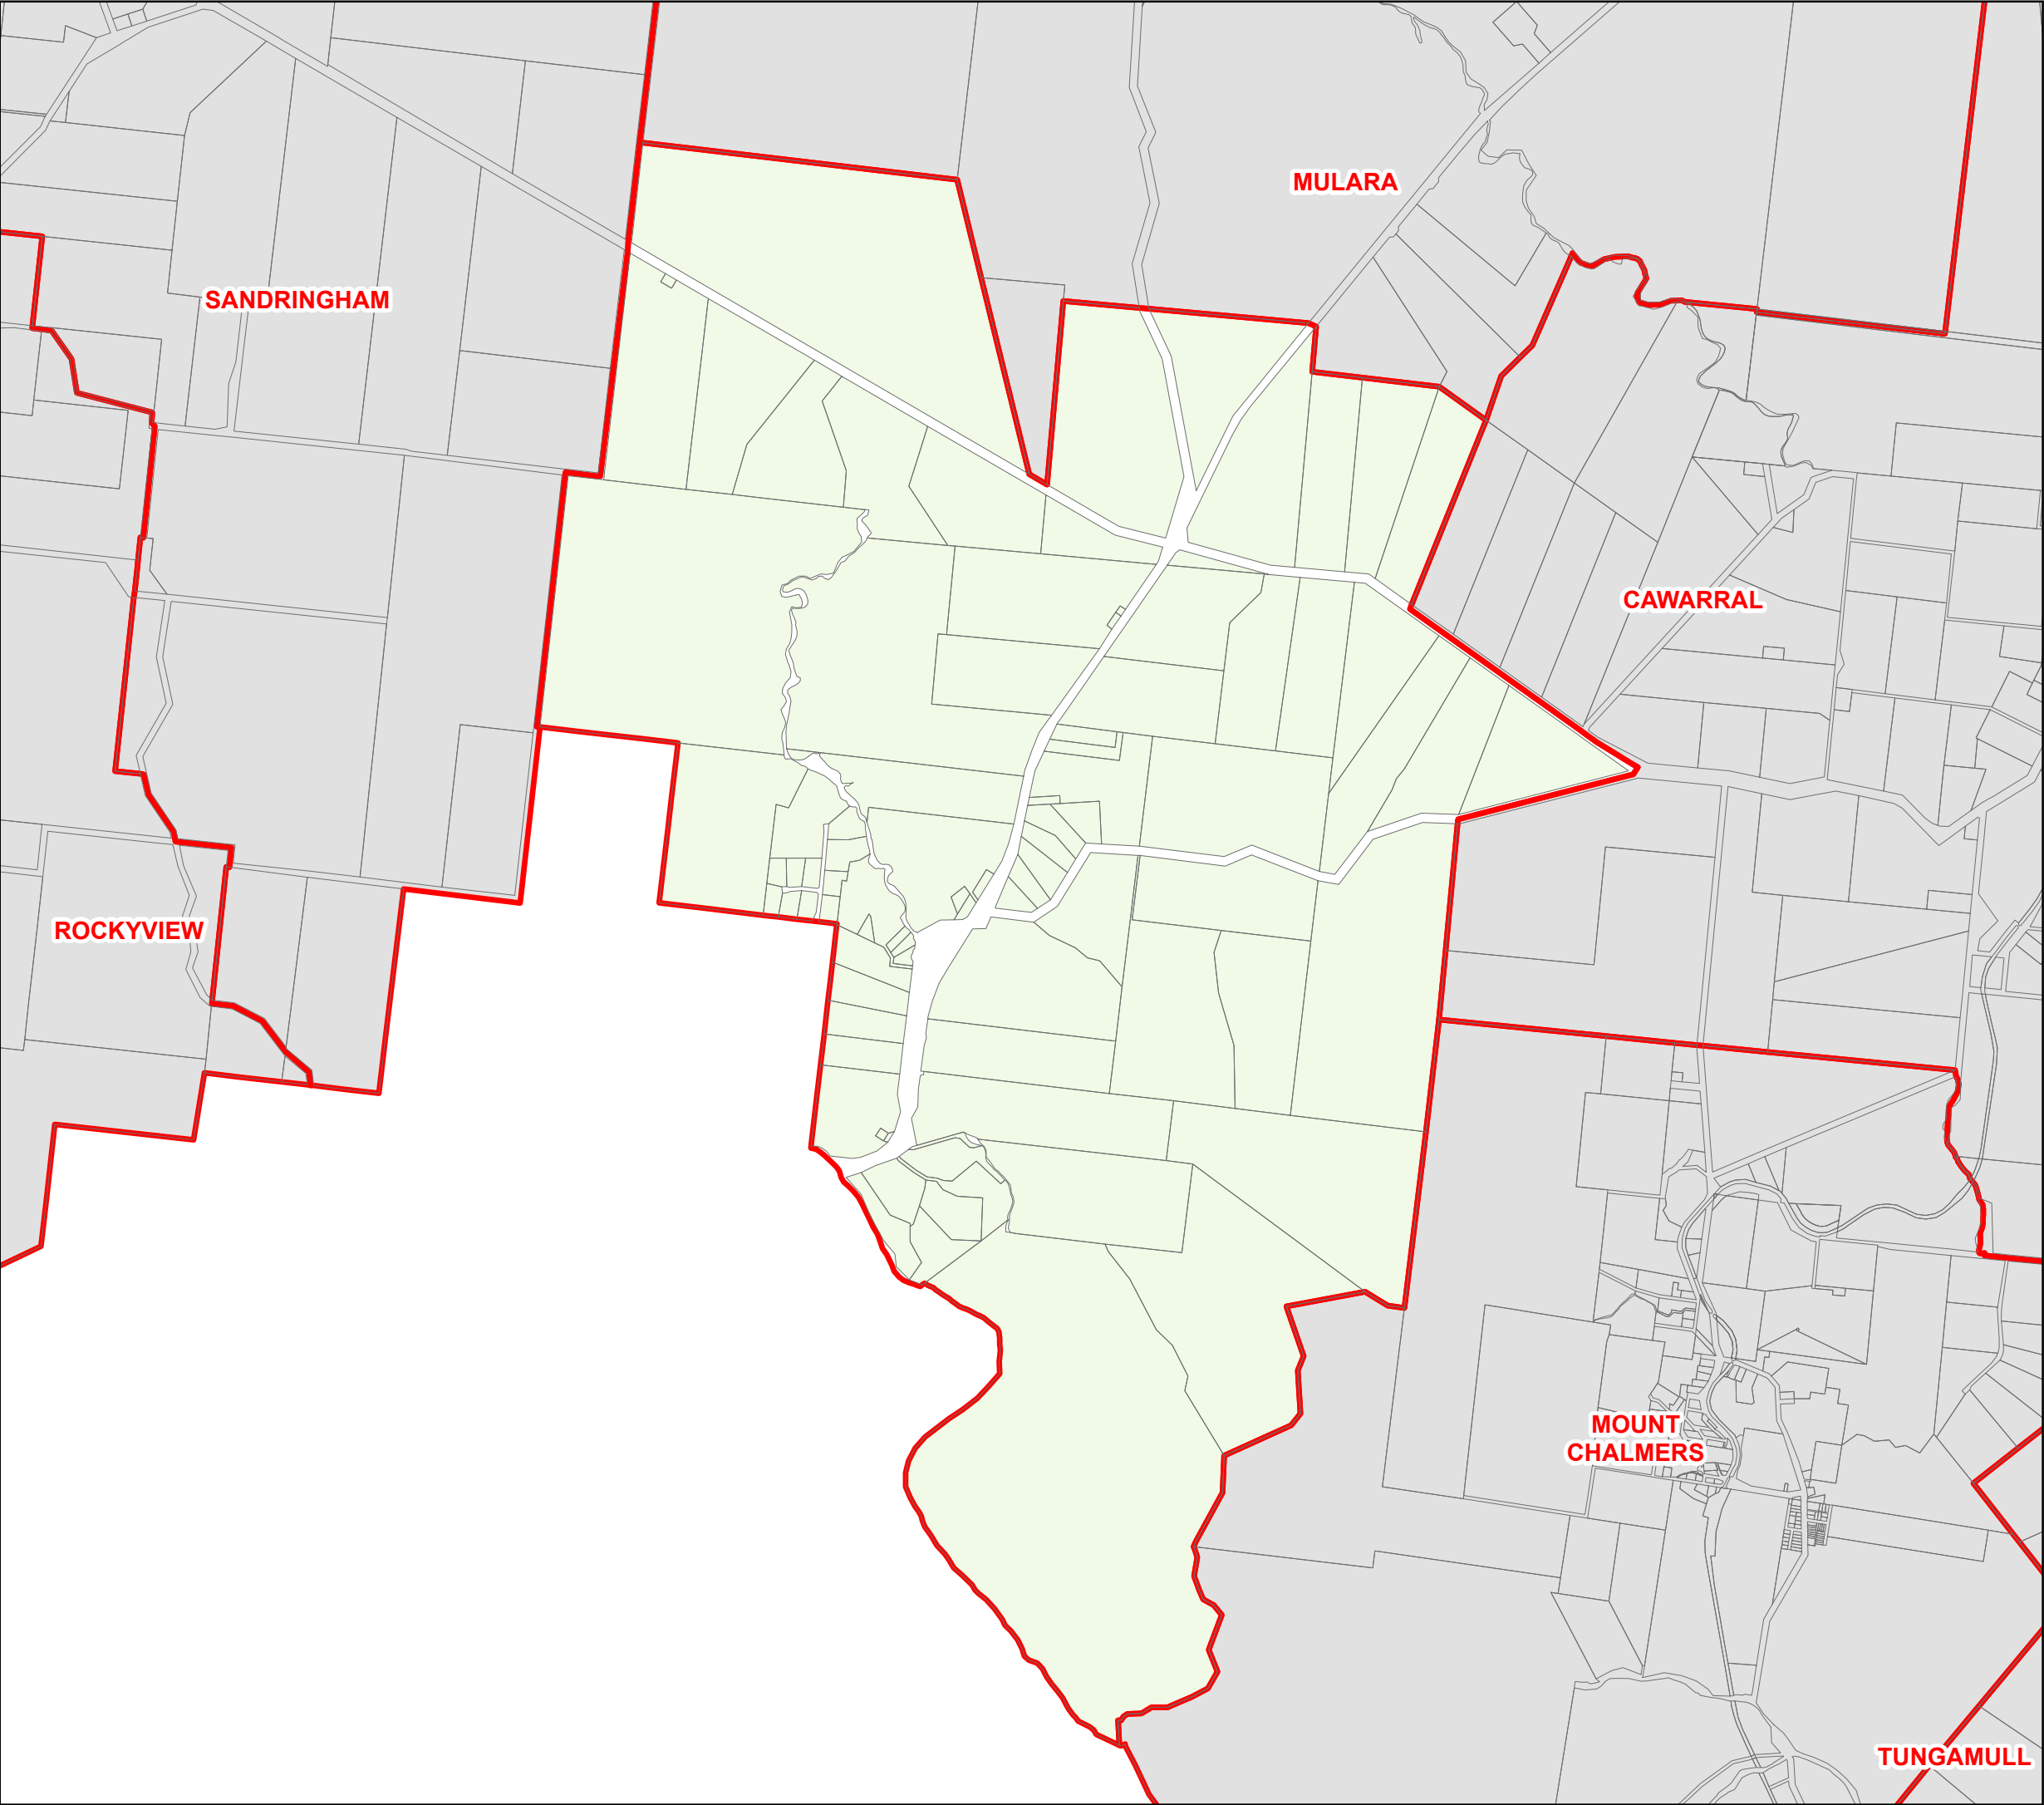 MULARA
SANDRINGHAM
CAWARRAL
ROCKYVIEW
MOUNT
CHALMERS
TUNGAMULL